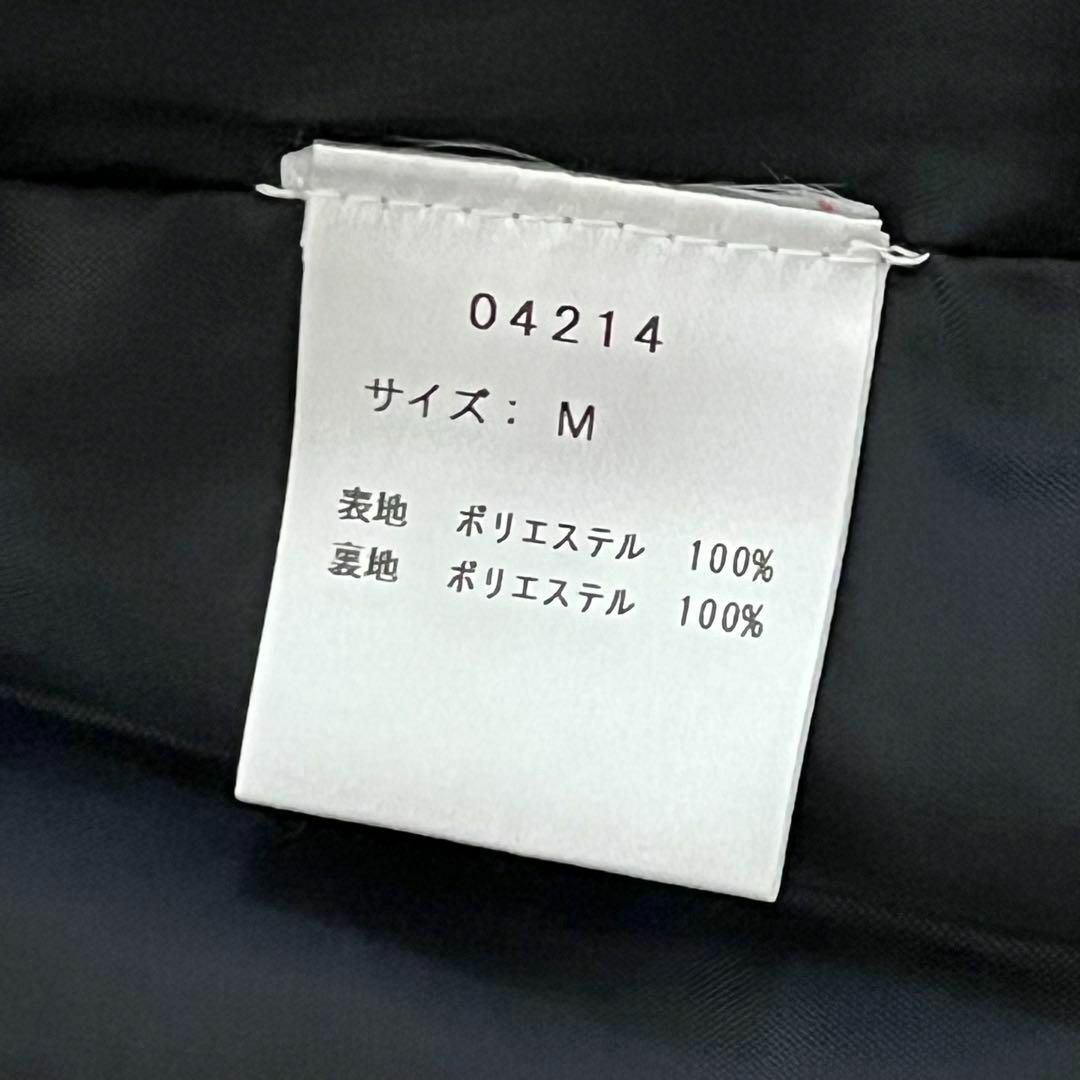 04214
サイズ： M
表地 ポリエステル 100%
裏地 ポリエステル 100%